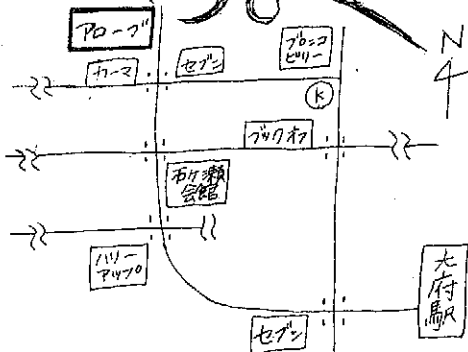 アローブ
カーマ
セブン
ブロンコ
ビリー
N
K
ブックオフ
石ケ瀬
会館
ハリー
アップ
セブン
大府駅